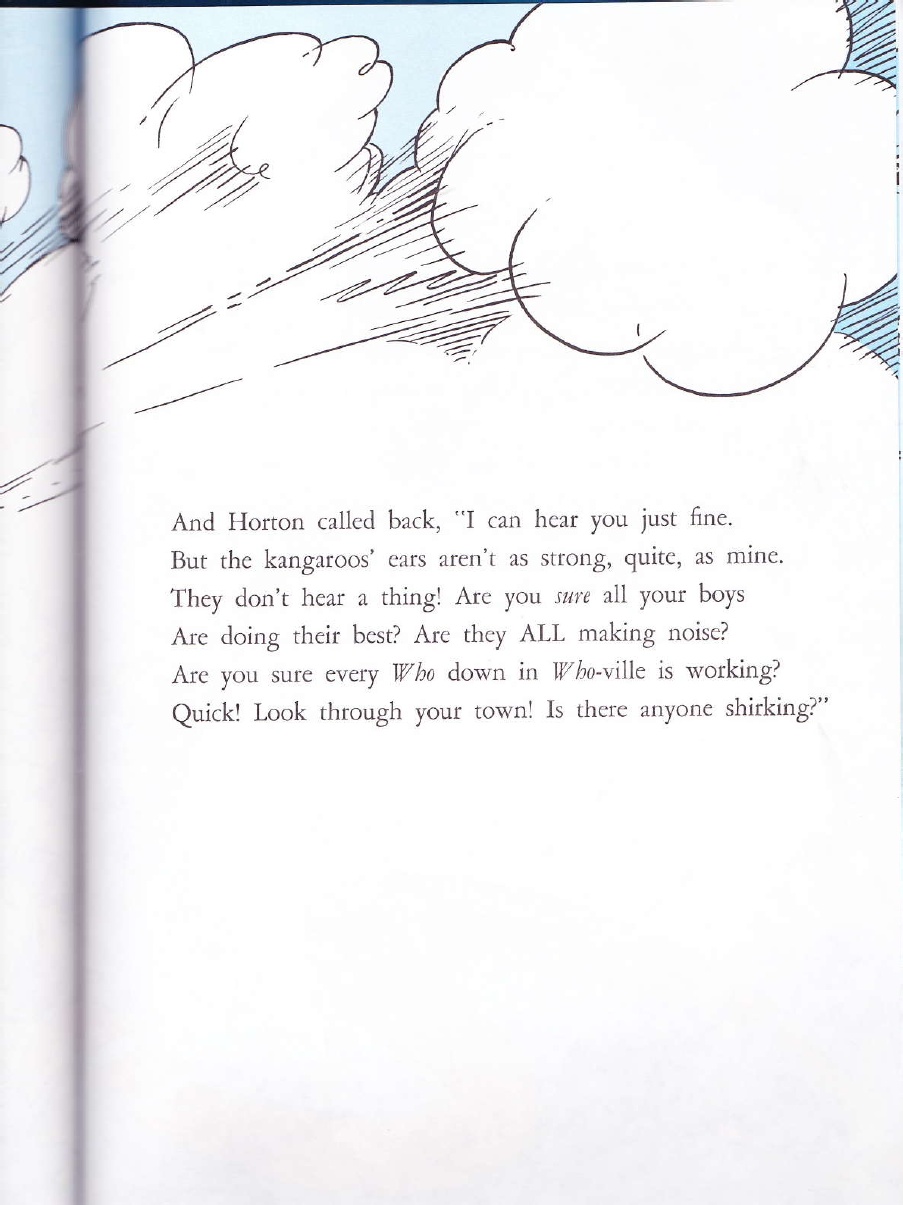 And Horton called back, "I can hear you just fine.
But the kangaroos' ears aren't as strong, quite, as mine.
They don't hear a thing! Are you sure all your boys
Are doing their best? Are they ALL making noise?
Are you sure every Who down in Who-ville is working?
Quick! Look through your town! Is there anyone shirking?"